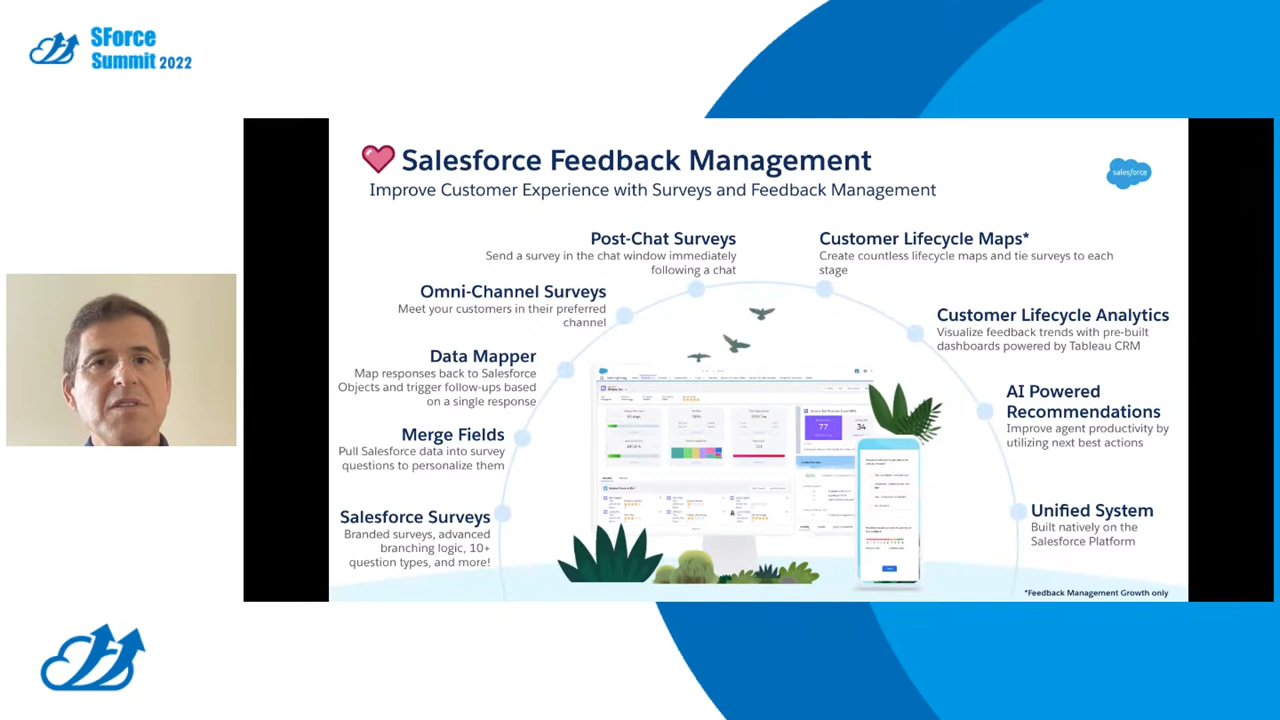 SForce
Summit 2022
Salesforce Feedback Management
salesforce
Improve Customer Experience with Surveys and Feedback Management
Post-Chat Surveys
Send a survey in the chat window immediately
following a chat
Customer Lifecycle Maps*
Create countless lifecycle maps and tie surveys to each
stage
Omni-Channel Surveys
Meet your customers in their preferred
channel
Customer Lifecycle Analytics
Visualize feedback trends with pre-built
dashboards powered by Tableau CRM
Data Mapper
Map responses back to Salesforce
Objects and trigger follow-ups based
on a single response
AI Powered
Recommendations
Improve agent productivity by
utilizing next best actions
Merge Fields
Pull Salesforce data into survey
questions to personalize them
77
34
Salesforce Surveys
Branded surveys, advanced
branching logic, 10+
question types, and more!
Unified System
Built natively on the
Salesforce Platform
*Feedback Management Growth only